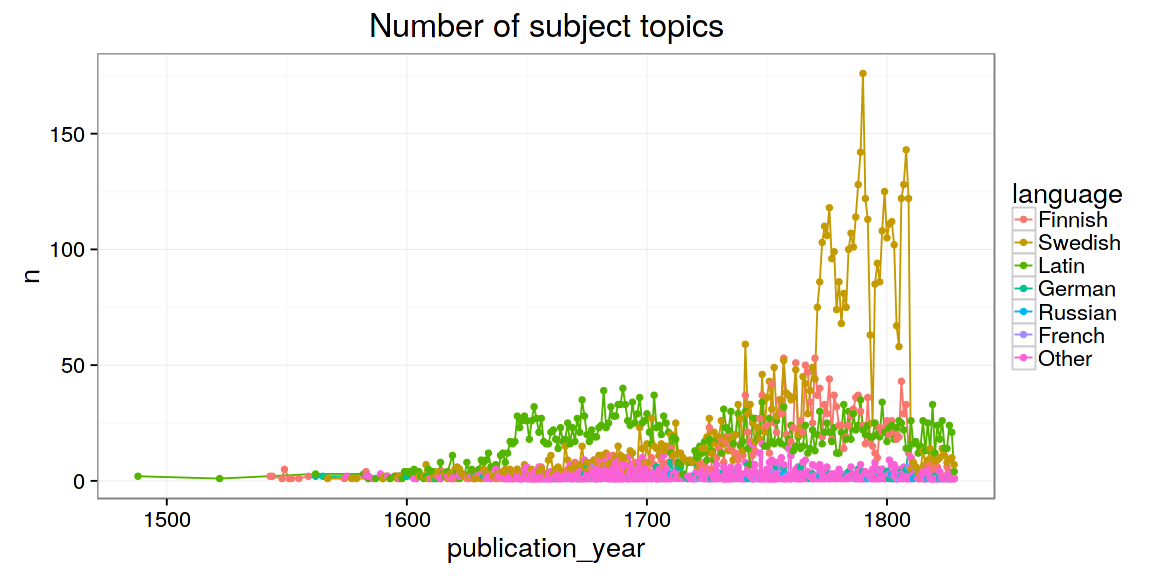 Number of subject topics
n
150
100
50
0
1500
1600
1700
1800
publication_year
language
Finnish
Swedish
Latin
German
Russian
French
Other